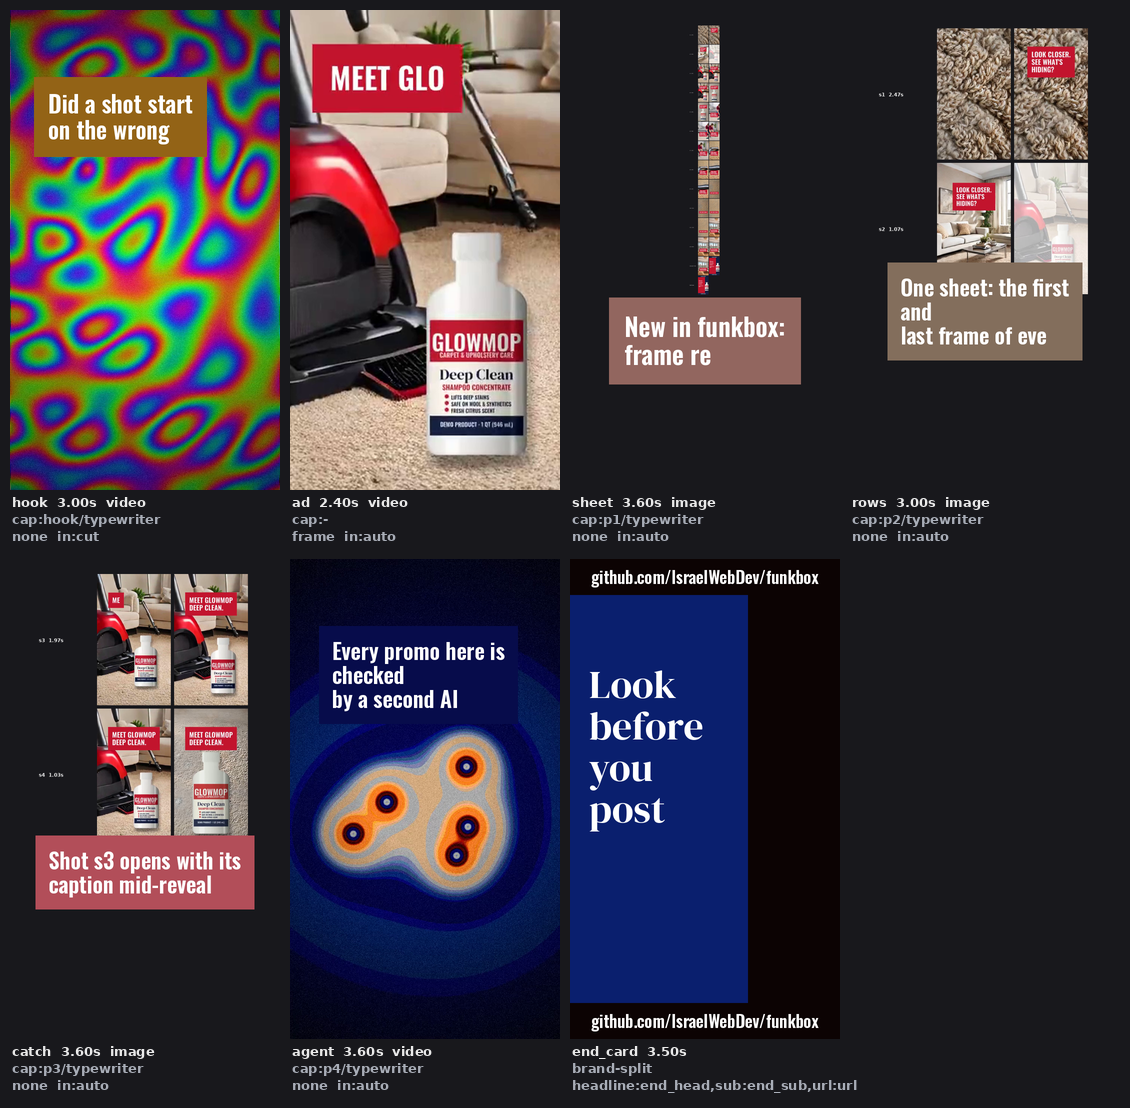 Did a shot start
on the wrong
MEET GLO
GLOWMOP
CARPET & UPHOLSTERY CARE
Deep Clean
SHAMPOO CONCENTRATE
LIFTS DEEP STAINS
SAFE ON WOOL & SYNTHETICS
FRESH CITRUS SCENT
DEMO PRODUCT · 1 QT (946 mL)
New in funkbox:
frame re
s1 2.47s
LOOK CLOSER.
SEE WHAT'S
HIDING?
LOOK CLOSER.
SEE WHAT'S
HIDING?
s2 1.07s
One sheet: the first
and
last frame of eve
hook 3.00s video
cap:hook/typewriter
none in:cut
ad 2.40s video
cap:-
frame in:auto
sheet 3.60s image
cap:p1/typewriter
none in:auto
rows 3.00s image
cap:p2/typewriter
none in:auto
s3 1.97s
ME
GLOWMOP
MEET GLOWMOP
DEEP CLEAN.
GLOWMOP
s4 1.03s
MEET GLOWMOP
DEEP CLEAN.
GLOWMOP
MEET GLOWMOP
DEEP CLEAN.
GLOWMOP
Deep Clean
Shot s3 opens with its
caption mid-reveal
Every promo here is
checked
by a second AI
github.com/IsraelWebDev/funkbox
Look
before
you
post
github.com/IsraelWebDev/funkbox
catch 3.60s image
cap:p3/typewriter
none in:auto
agent 3.60s video
cap:p4/typewriter
none in:auto
end_card 3.50s
brand-split
headline:end_head,sub:end_sub,url:url